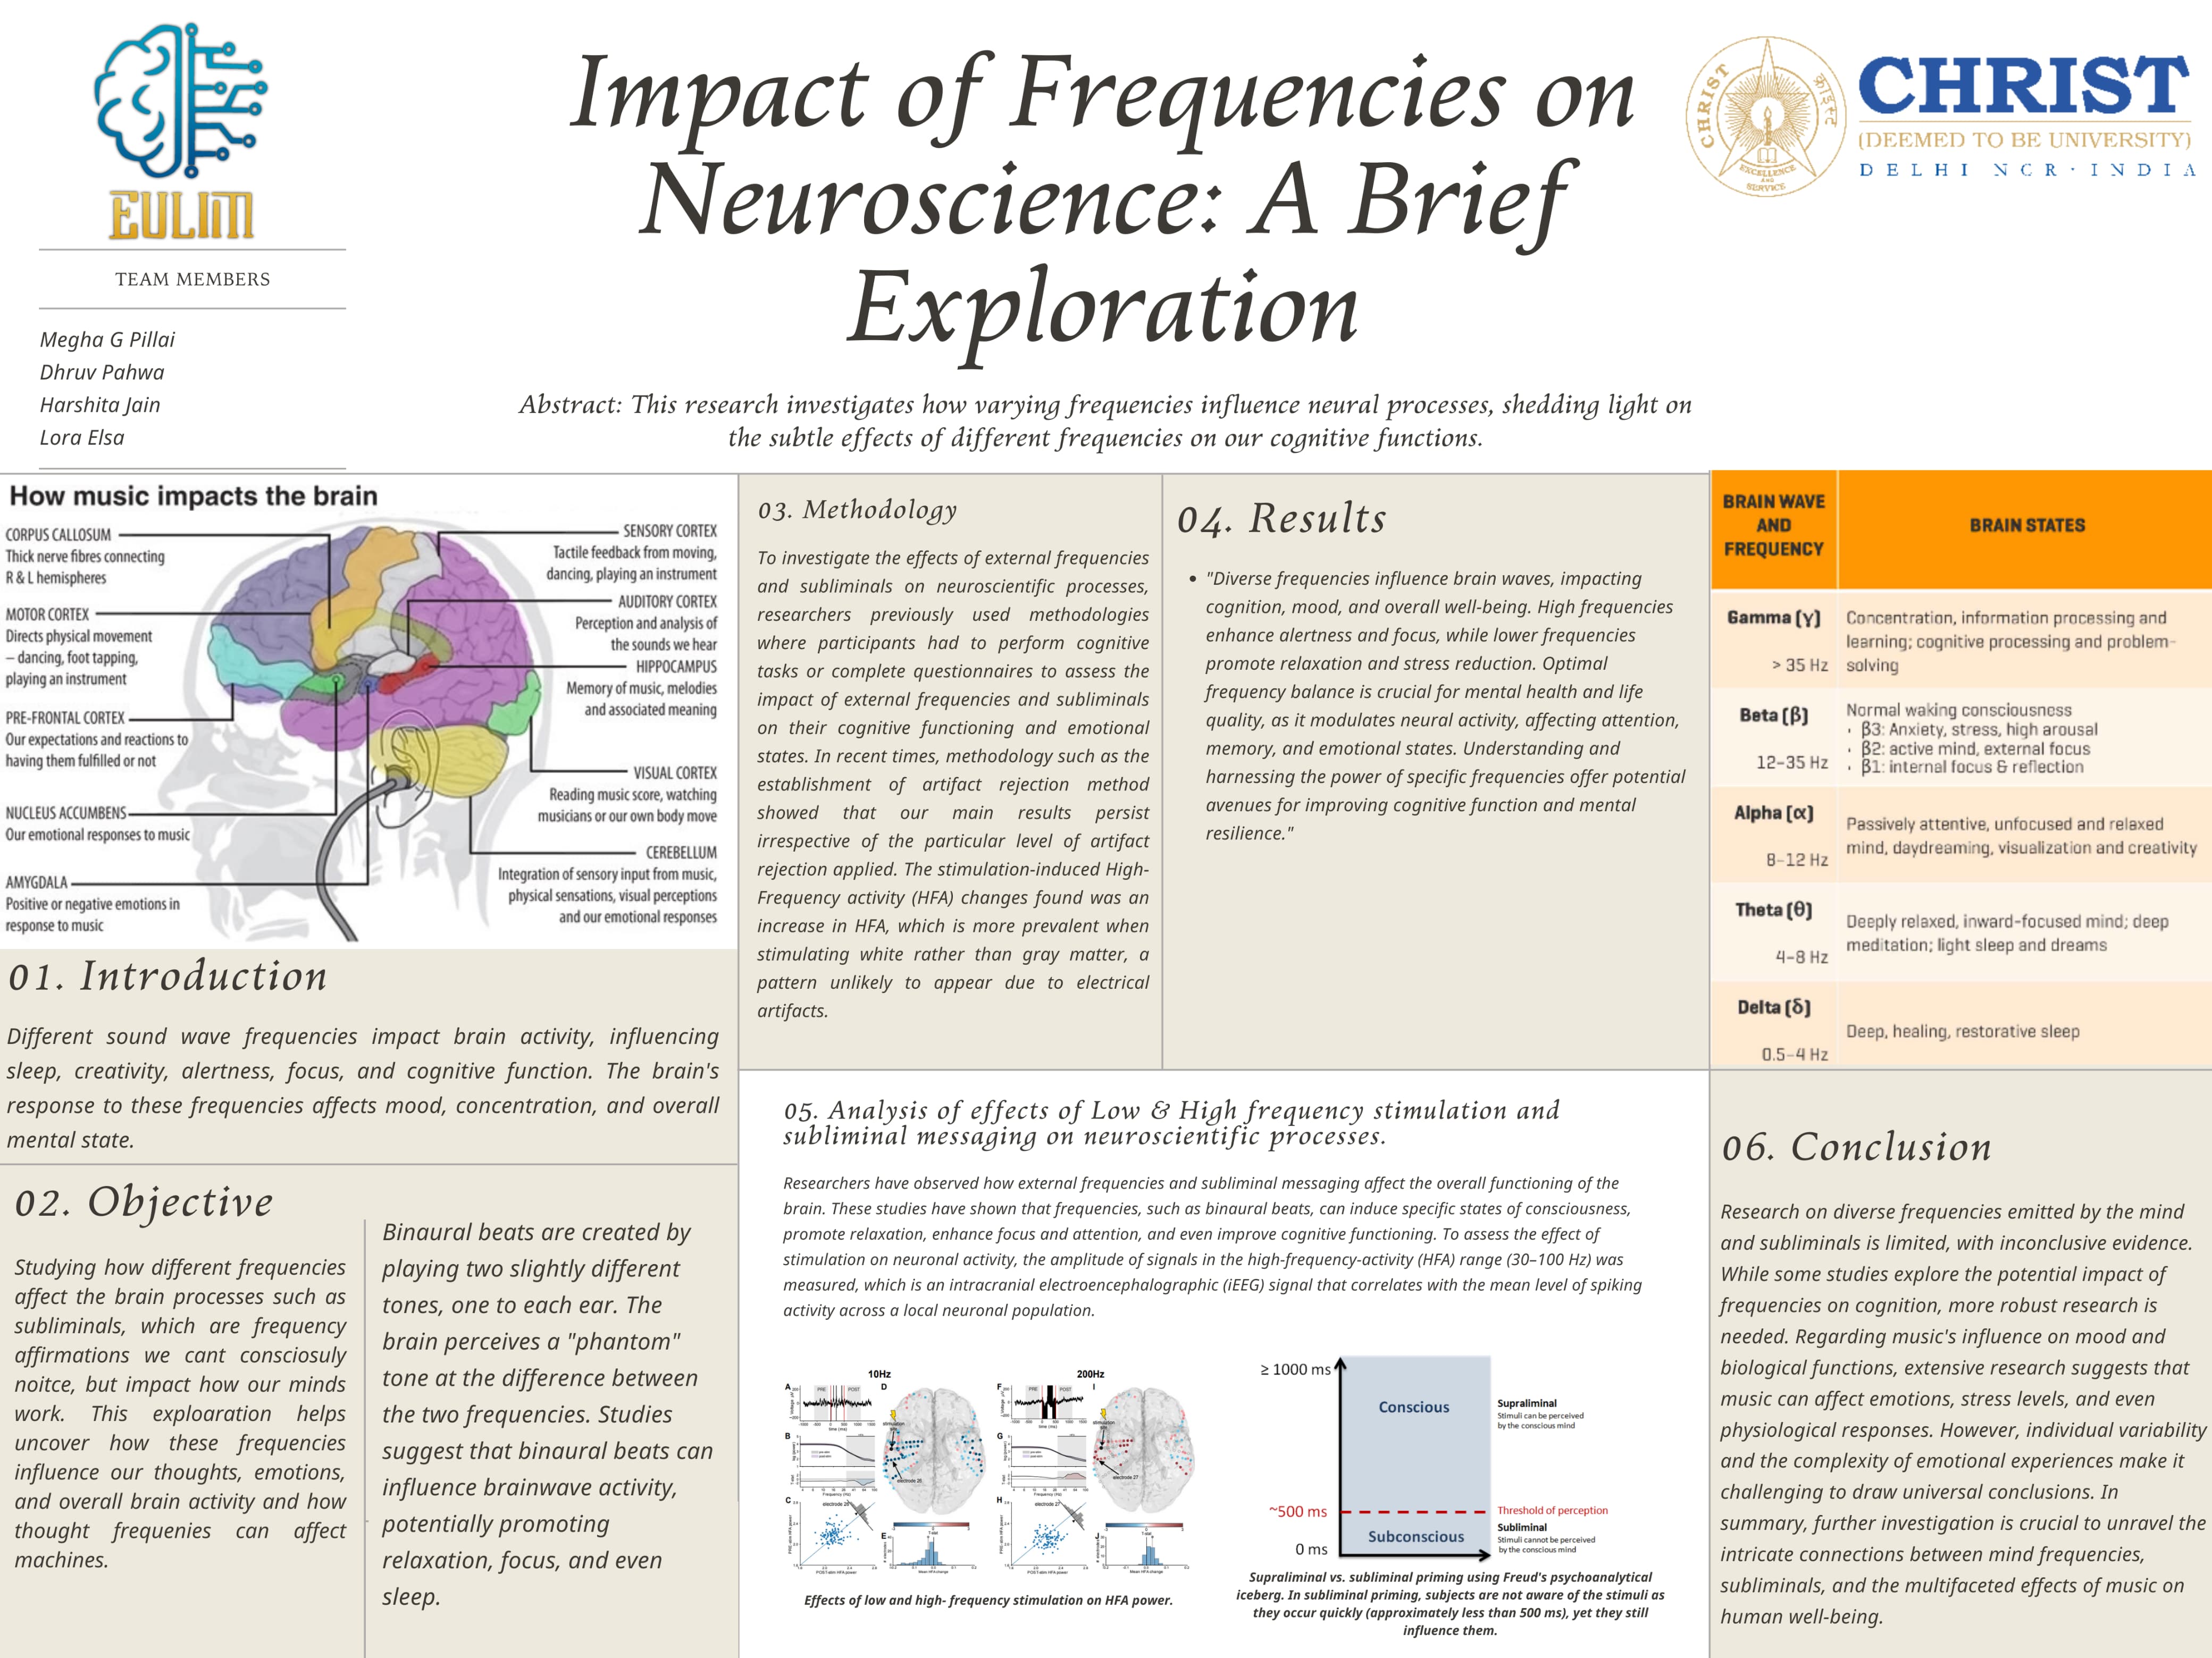 EULIM
TEAM MEMBERS
Megha G Pillai
Dhruv Pahwa
Harshita Jain
Lora Elsa
Impact of Frequencies on
Neuroscience: A Brief
Exploration
Abstract: This research investigates how varying frequencies influence neural processes, shedding light on
the subtle effects of different frequencies on our cognitive functions.
CHRIST
EXCELLENCE
AND
SERVICE
CHRIST
(DEEMED TO BE UNIVERSITY)
DELHI NCR · INDIA
How music impacts the brain
CORPUS CALLOSUM
Thick nerve fibres connecting
R & L hemispheres
MOTOR CORTEX
Directs physical movement
– dancing, foot tapping,
playing an instrument
PRE-FRONTAL CORTEX
Our expectations and reactions to
having them fulfilled or not
NUCLEUS ACCUMBENS
Our emotional responses to music
AMYGDALA
Positive or negative emotions in
response to music
SENSORY CORTEX
Tactile feedback from moving,
dancing, playing an instrument
AUDITORY CORTEX
Perception and analysis of
the sounds we hear
HIPPOCAMPUS
Memory of music, melodies
and associated meaning
VISUAL CORTEX
Reading music score, watching
musicians or our own body move
CEREBELLUM
Integration of sensory input from music,
physical sensations, visual perceptions
and our emotional responses
01. Introduction
Different sound wave frequencies impact brain activity, influencing
sleep, creativity, alertness, focus, and cognitive function. The brain's
response to these frequencies affects mood, concentration, and overall
mental state.
02. Objective
Studying how different frequencies
affect the brain processes such as
subliminals, which are frequency
affirmations we cant consciosuly
noitce, but impact how our minds
work. This exploaration helps
uncover how these frequencies
influence our thoughts, emotions,
and overall brain activity and how
thought frequenies can affect
machines.
Binaural beats are created by
playing two slightly different
tones, one to each ear. The
brain perceives a "phantom"
tone at the difference between
the two frequencies. Studies
suggest that binaural beats can
influence brainwave activity,
potentially promoting
relaxation, focus, and even
sleep.
03. Methodology
To investigate the effects of external frequencies
and subliminals on neuroscientific processes,
researchers previously used methodologies
where participants had to perform cognitive
tasks or complete questionnaires to assess the
impact of external frequencies and subliminals
on their cognitive functioning and emotional
states. In recent times, methodology such as the
establishment of artifact rejection method
showed that our main results persist
irrespective of the particular level of artifact
rejection applied. The stimulation-induced High-
Frequency activity (HFA) changes found was an
increase in HFA, which is more prevalent when
stimulating white rather than gray matter, a
pattern unlikely to appear due to electrical
artifacts.
04. Results
• "Diverse frequencies influence brain waves, impacting
cognition, mood, and overall well-being. High frequencies
enhance alertness and focus, while lower frequencies
promote relaxation and stress reduction. Optimal
frequency balance is crucial for mental health and life
quality, as it modulates neural activity, affecting attention,
memory, and emotional states. Understanding and
harnessing the power of specific frequencies offer potential
avenues for improving cognitive function and mental
resilience."
BRAIN WAVE
AND
FREQUENCY
BRAIN STATES
Gamma (γ)
> 35 Hz
Concentration, information processing and
learning; cognitive processing and problem-
solving
Beta (β)
12–35 Hz
Normal waking consciousness
· β3: Anxiety, stress, high arousal
· β2: active mind, external focus
· β1: internal focus & reflection
Alpha (α)
8–12 Hz
Passively attentive, unfocused and relaxed
mind, daydreaming, visualization and creativity
Theta (θ)
4–8 Hz
Deeply relaxed, inward-focused mind; deep
meditation; light sleep and dreams
Delta (δ)
0.5–4 Hz
Deep, healing, restorative sleep
05. Analysis of effects of Low & High frequency stimulation and
subliminal messaging on neuroscientific processes.
Researchers have observed how external frequencies and subliminal messaging affect the overall functioning of the
brain. These studies have shown that frequencies, such as binaural beats, can induce specific states of consciousness,
promote relaxation, enhance focus and attention, and even improve cognitive functioning. To assess the effect of
stimulation on neuronal activity, the amplitude of signals in the high-frequency-activity (HFA) range (30–100 Hz) was
measured, which is an intracranial electroencephalographic (iEEG) signal that correlates with the mean level of spiking
activity across a local neuronal population.
10Hz
200Hz
A
PRE
POST
D
F
PRE
POST
I
time (ms)
time (ms)
B
G
electrode 26
electrode 27
Frequency (Hz)
Frequency (Hz)
C
electrode 26
H
electrode 27
E
J
POST-stim HFA power
Mean HFA change
POST-stim HFA power
Mean HFA change
Effects of low and high- frequency stimulation on HFA power.
≥ 1000 ms
Conscious
Supraliminal
Stimuli can be perceived
by the conscious mind
~500 ms
Threshold of perception
Subconscious
Subliminal
Stimuli cannot be perceived
by the conscious mind
0 ms
Supraliminal vs. subliminal priming using Freud's psychoanalytical
iceberg. In subliminal priming, subjects are not aware of the stimuli as
they occur quickly (approximately less than 500 ms), yet they still
influence them.
06. Conclusion
Research on diverse frequencies emitted by the mind
and subliminals is limited, with inconclusive evidence.
While some studies explore the potential impact of
frequencies on cognition, more robust research is
needed. Regarding music's influence on mood and
biological functions, extensive research suggests that
music can affect emotions, stress levels, and even
physiological responses. However, individual variability
and the complexity of emotional experiences make it
challenging to draw universal conclusions. In
summary, further investigation is crucial to unravel the
intricate connections between mind frequencies,
subliminals, and the multifaceted effects of music on
human well-being.